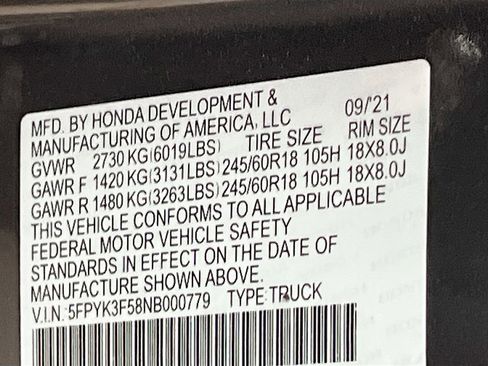 MFD. BY HONDA DEVELOPMENT &
MANUFACTURING OF AMERICA, LLC 09/'21
GVWR 2730 KG(6019LBS) TIRE SIZE RIM SIZE
GAWR F 1420 KG(3131LBS) 245/60R18 105H 18X8.0J
GAWR R 1480 KG(3263LBS) 245/60R18 105H 18X8.0J
THIS VEHICLE CONFORMS TO ALL APPLICABLE
FEDERAL MOTOR VEHICLE SAFETY
STANDARDS IN EFFECT ON THE DATE OF
MANUFACTURE SHOWN ABOVE.
V.I.N.:5FPYK3F58NB000779 TYPE:TRUCK